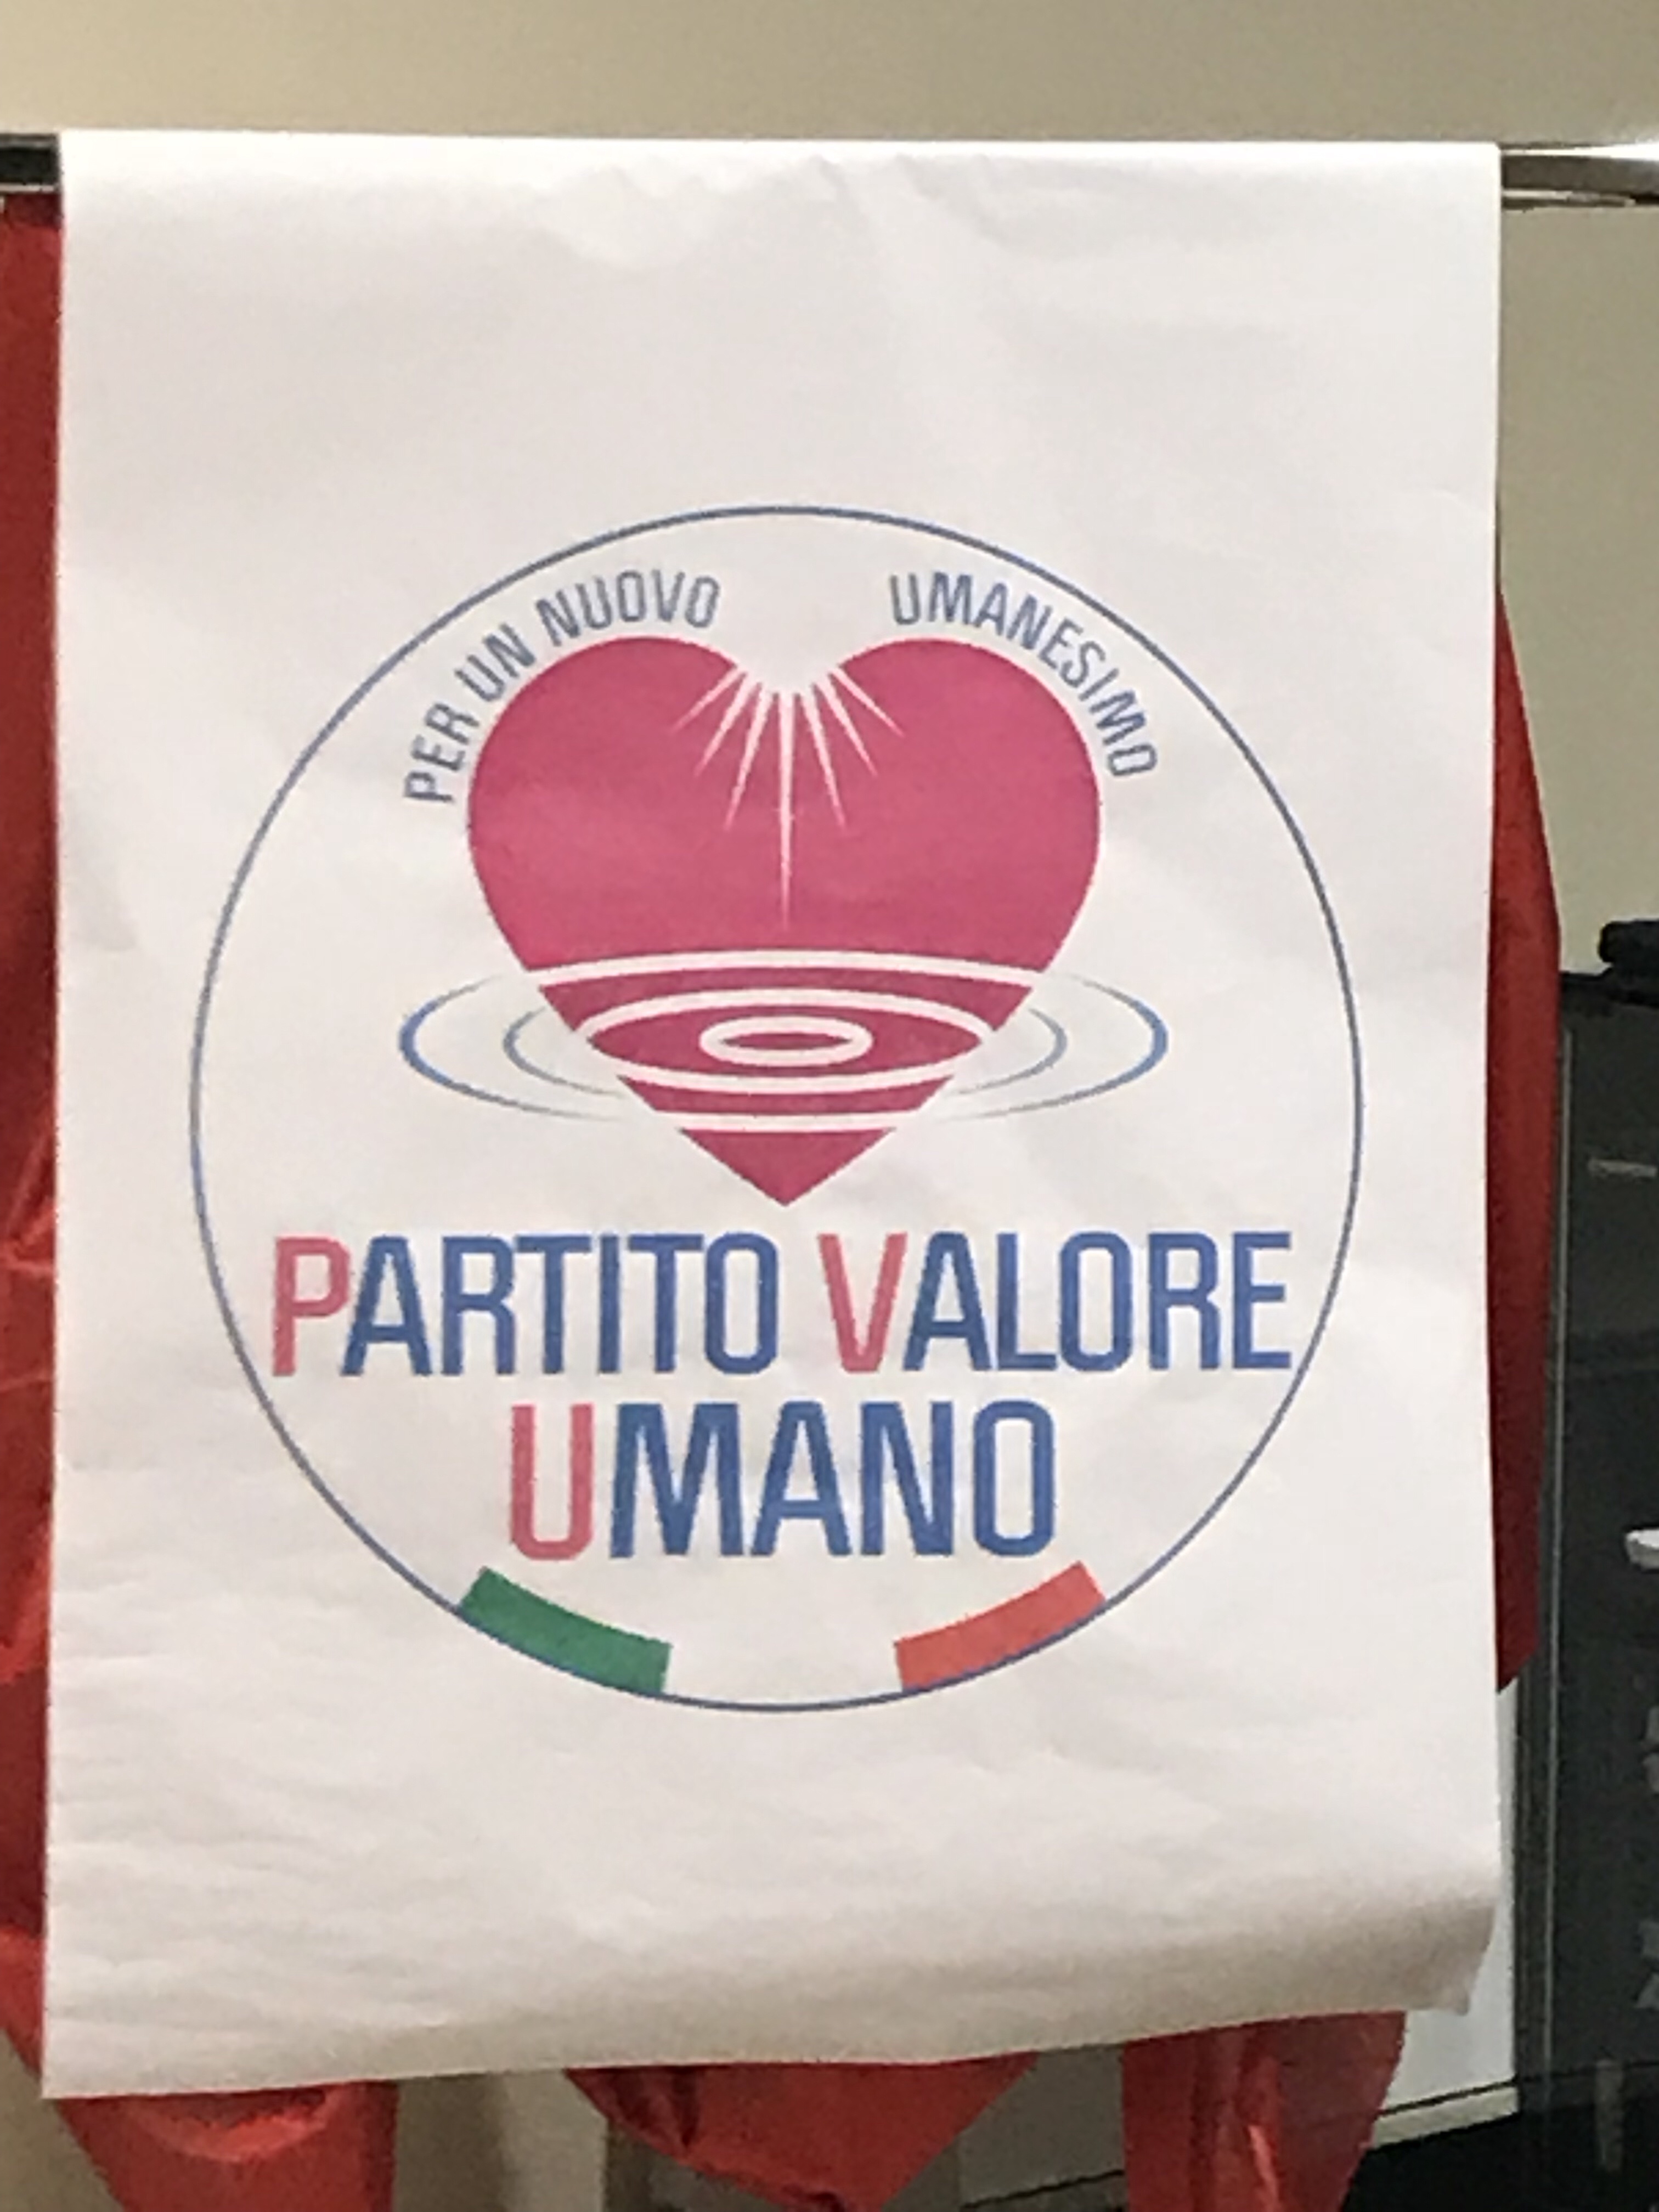 PER UN NUOVO UMANESIMO
PARTITO VALORE
UMANO